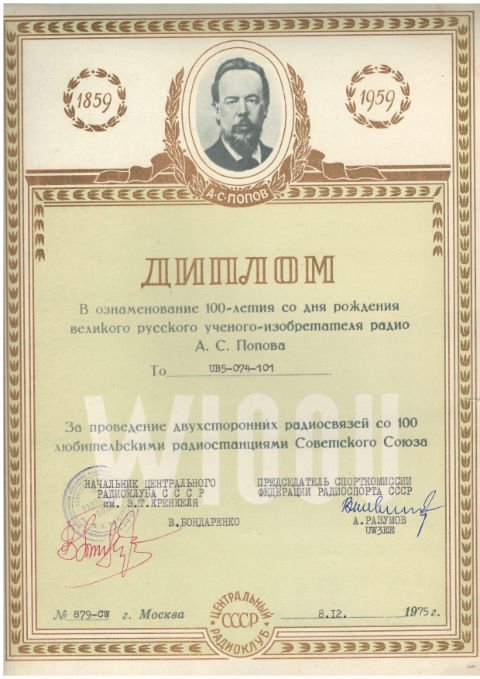 1859
1959
А·С·ПОПОВ
ДИПЛОМ
В ознаменование 100-летия со дня рождения
великого русского ученого-изобретателя радио
А. С. Попова
To UB5-074-101
W100U
За проведение двухсторонних радиосвязей со 100
любительскими радиостанциями Советского Союза
НАЧАЛЬНИК ЦЕНТРАЛЬНОГО
РАДИОКЛУБА С С С Р
им. Э.Т.КРЕНКЕЛЯ
В.БОНДАРЕНКО
ПРЕДСЕДАТЕЛЬ СПОРТКОМИССИИ
ФЕДЕРАЦИИ РАДИОСПОРТА СССР
А.РАЗУМОВ
UW3EE
№ 879-CW г. Москва
ЦЕНТРАЛЬНЫЙ
СССР
РАДИОКЛУБ
8.12. 1975 г.